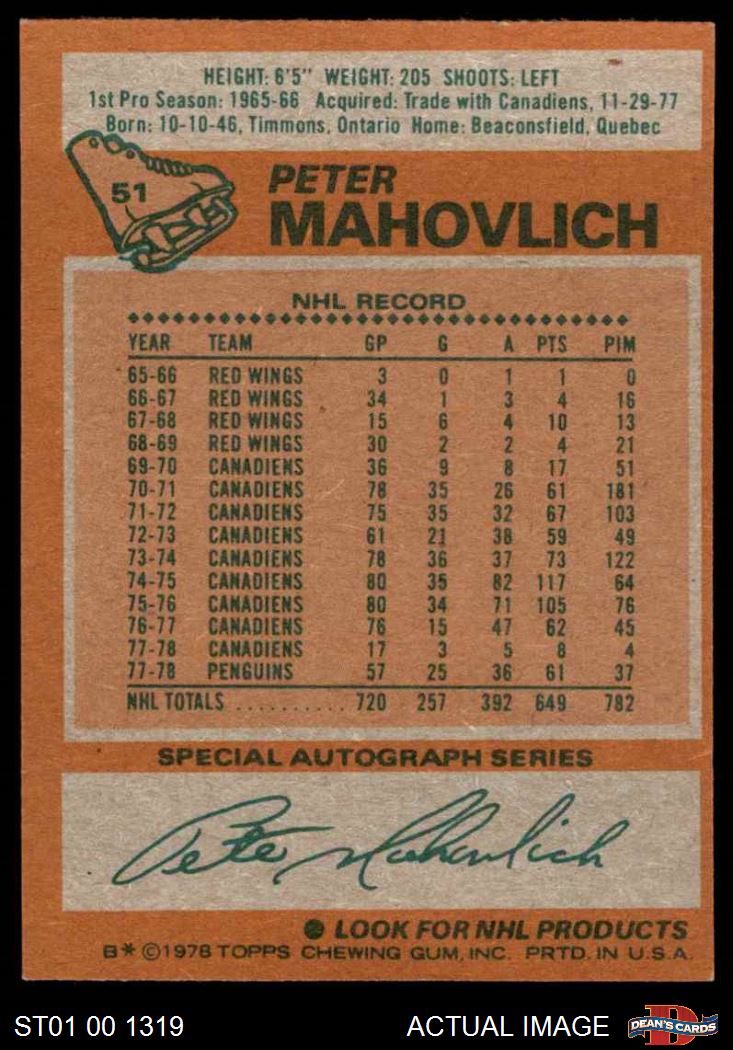 HEIGHT: 6'5" WEIGHT: 205 SHOOTS: LEFT
1st Pro Season: 1965-66 Acquired: Trade with Canadiens, 11-29-77
Born: 10-10-46, Timmons, Ontario Home: Beaconsfield, Quebec
51
PETER
MAHOVLICH
NHL RECORD
YEAR TEAM GP G A PTS PIM
65-66 RED WINGS 3 0 1 1 0
66-67 RED WINGS 34 1 3 4 16
67-68 RED WINGS 15 6 4 10 13
68-69 RED WINGS 30 2 2 4 21
69-70 CANADIENS 36 9 8 17 51
70-71 CANADIENS 78 35 26 61 181
71-72 CANADIENS 75 35 32 67 103
72-73 CANADIENS 61 21 38 59 49
73-74 CANADIENS 78 36 37 73 122
74-75 CANADIENS 80 35 82 117 64
75-76 CANADIENS 80 34 71 105 76
76-77 CANADIENS 76 15 47 62 45
77-78 CANADIENS 17 3 5 8 4
77-78 PENGUINS 57 25 36 61 37
NHL TOTALS .......... 720 257 392 649 782
SPECIAL AUTOGRAPH SERIES
Pete Mahovlich
LOOK FOR NHL PRODUCTS
B* ©1978 TOPPS CHEWING GUM, INC. PRTD. IN U.S.A.
ST01 00 1319 ACTUAL IMAGE DEAN'S CARDS